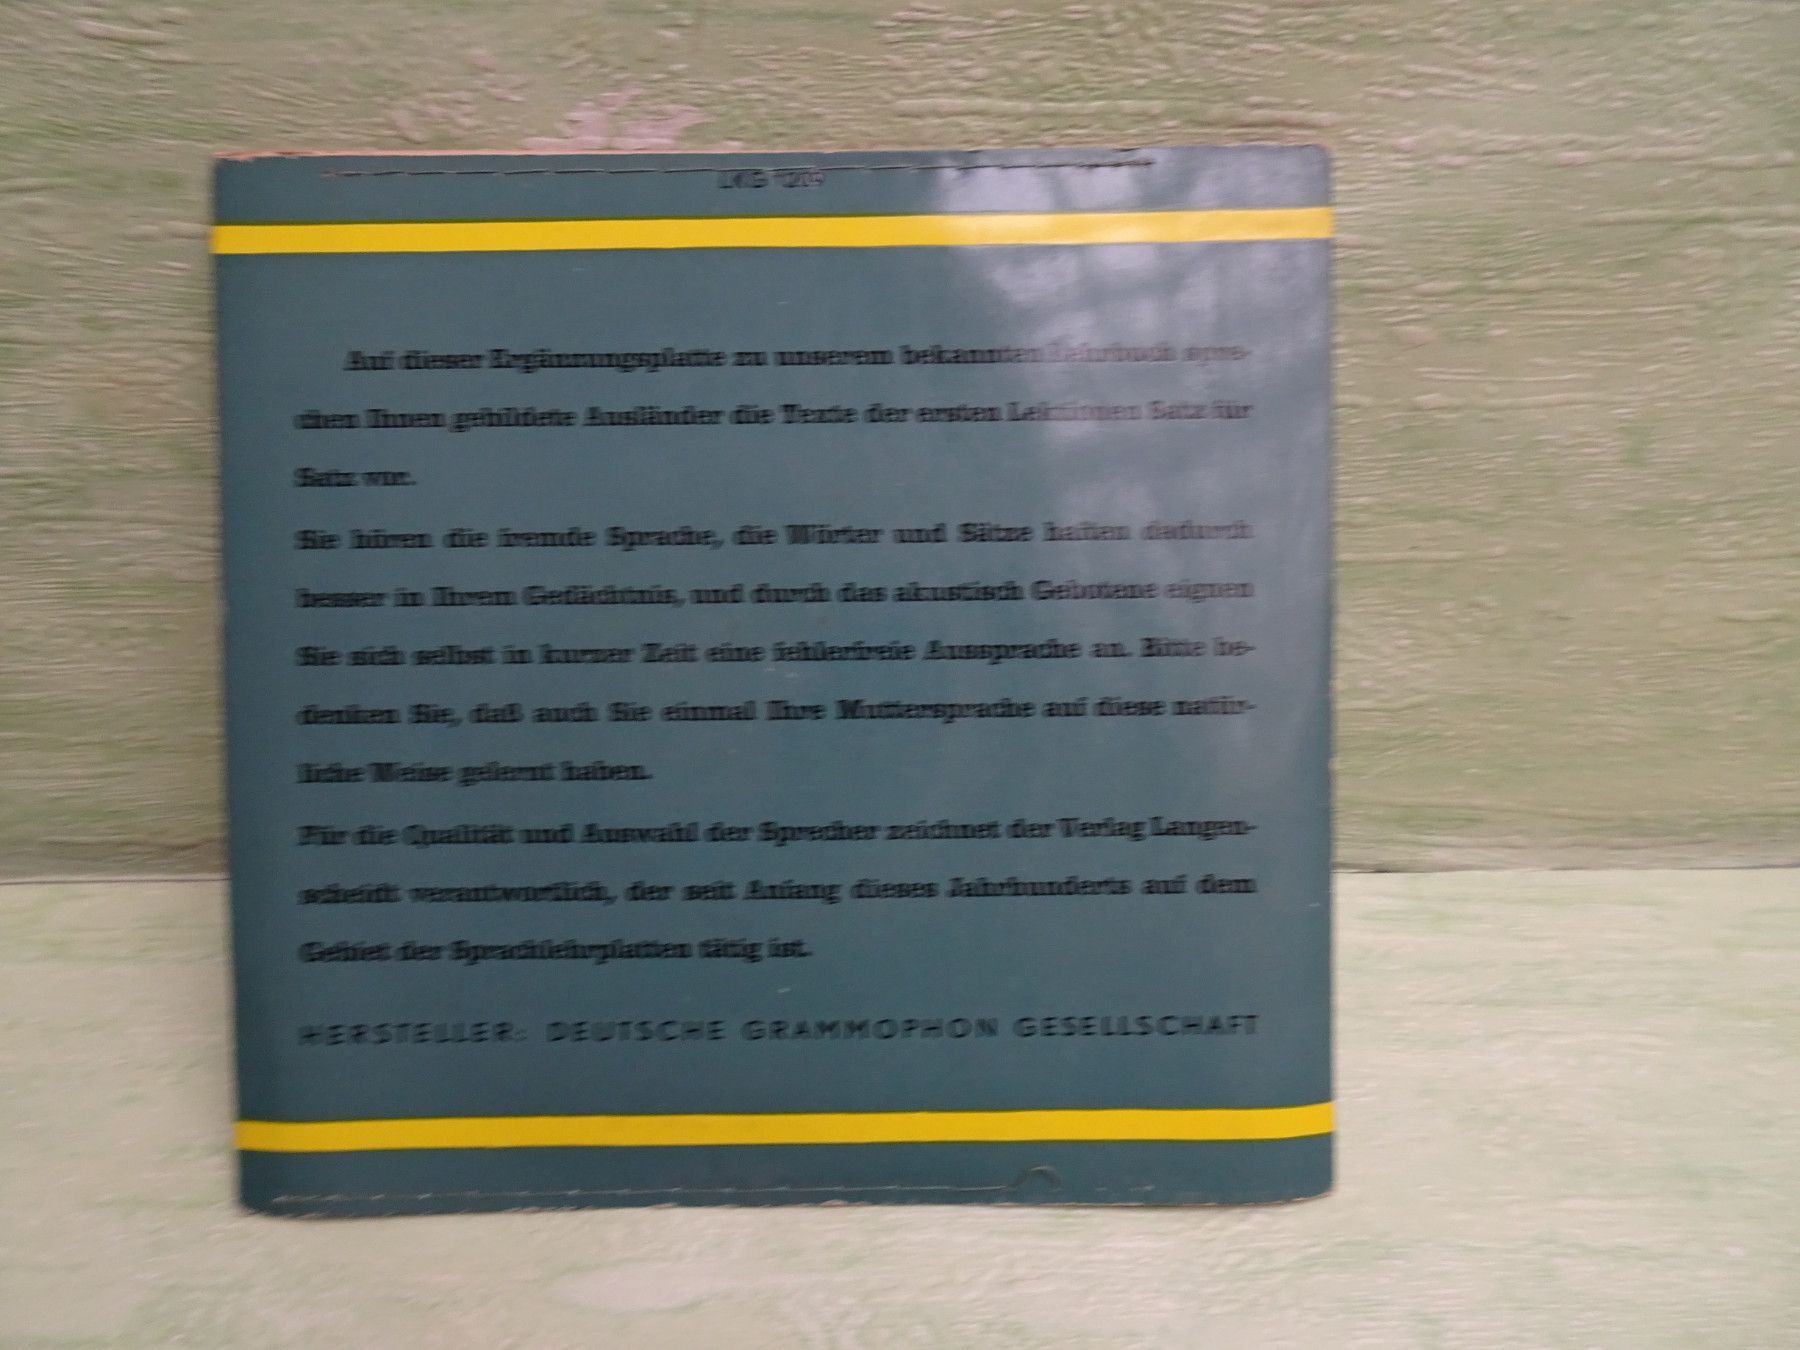 Auf dieser Ergänzungsplatte zu unserem bekannten Lehrbuch spre-
chen Ihnen gebildete Ausländer die Texte der ersten Lektionen Satz für
Satz vor.
Sie hören die fremde Sprache, die Wörter und Sätze haften dadurch
besser in Ihrem Gedächtnis, und durch das akustisch Gebotene eignen
Sie sich selbst in kurzer Zeit eine fehlerfreie Aussprache an. Bitte be-
denken Sie, daß auch Sie einmal Ihre Muttersprache auf diese natür-
liche Weise gelernt haben.
Für die Qualität und Auswahl der Sprecher zeichnet der Verlag Langen-
scheidt verantwortlich, der seit Anfang dieses Jahrhunderts auf dem
Gebiet der Sprachlehrplatten tätig ist.
HERSTELLER: DEUTSCHE GRAMMOPHON GESELLSCHAFT